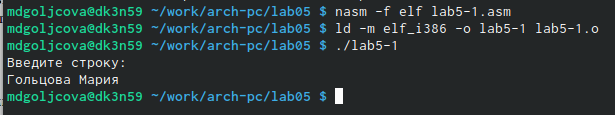 mdgoljcova@dk3n59 ~/work/arch-pc/lab05 $ nasm -f elf lab5-1.asm
mdgoljcova@dk3n59 ~/work/arch-pc/lab05 $ ld -m elf_i386 -o lab5-1 lab5-1.o
mdgoljcova@dk3n59 ~/work/arch-pc/lab05 $ ./lab5-1
Введите строку:
Гольцова Мария
mdgoljcova@dk3n59 ~/work/arch-pc/lab05 $